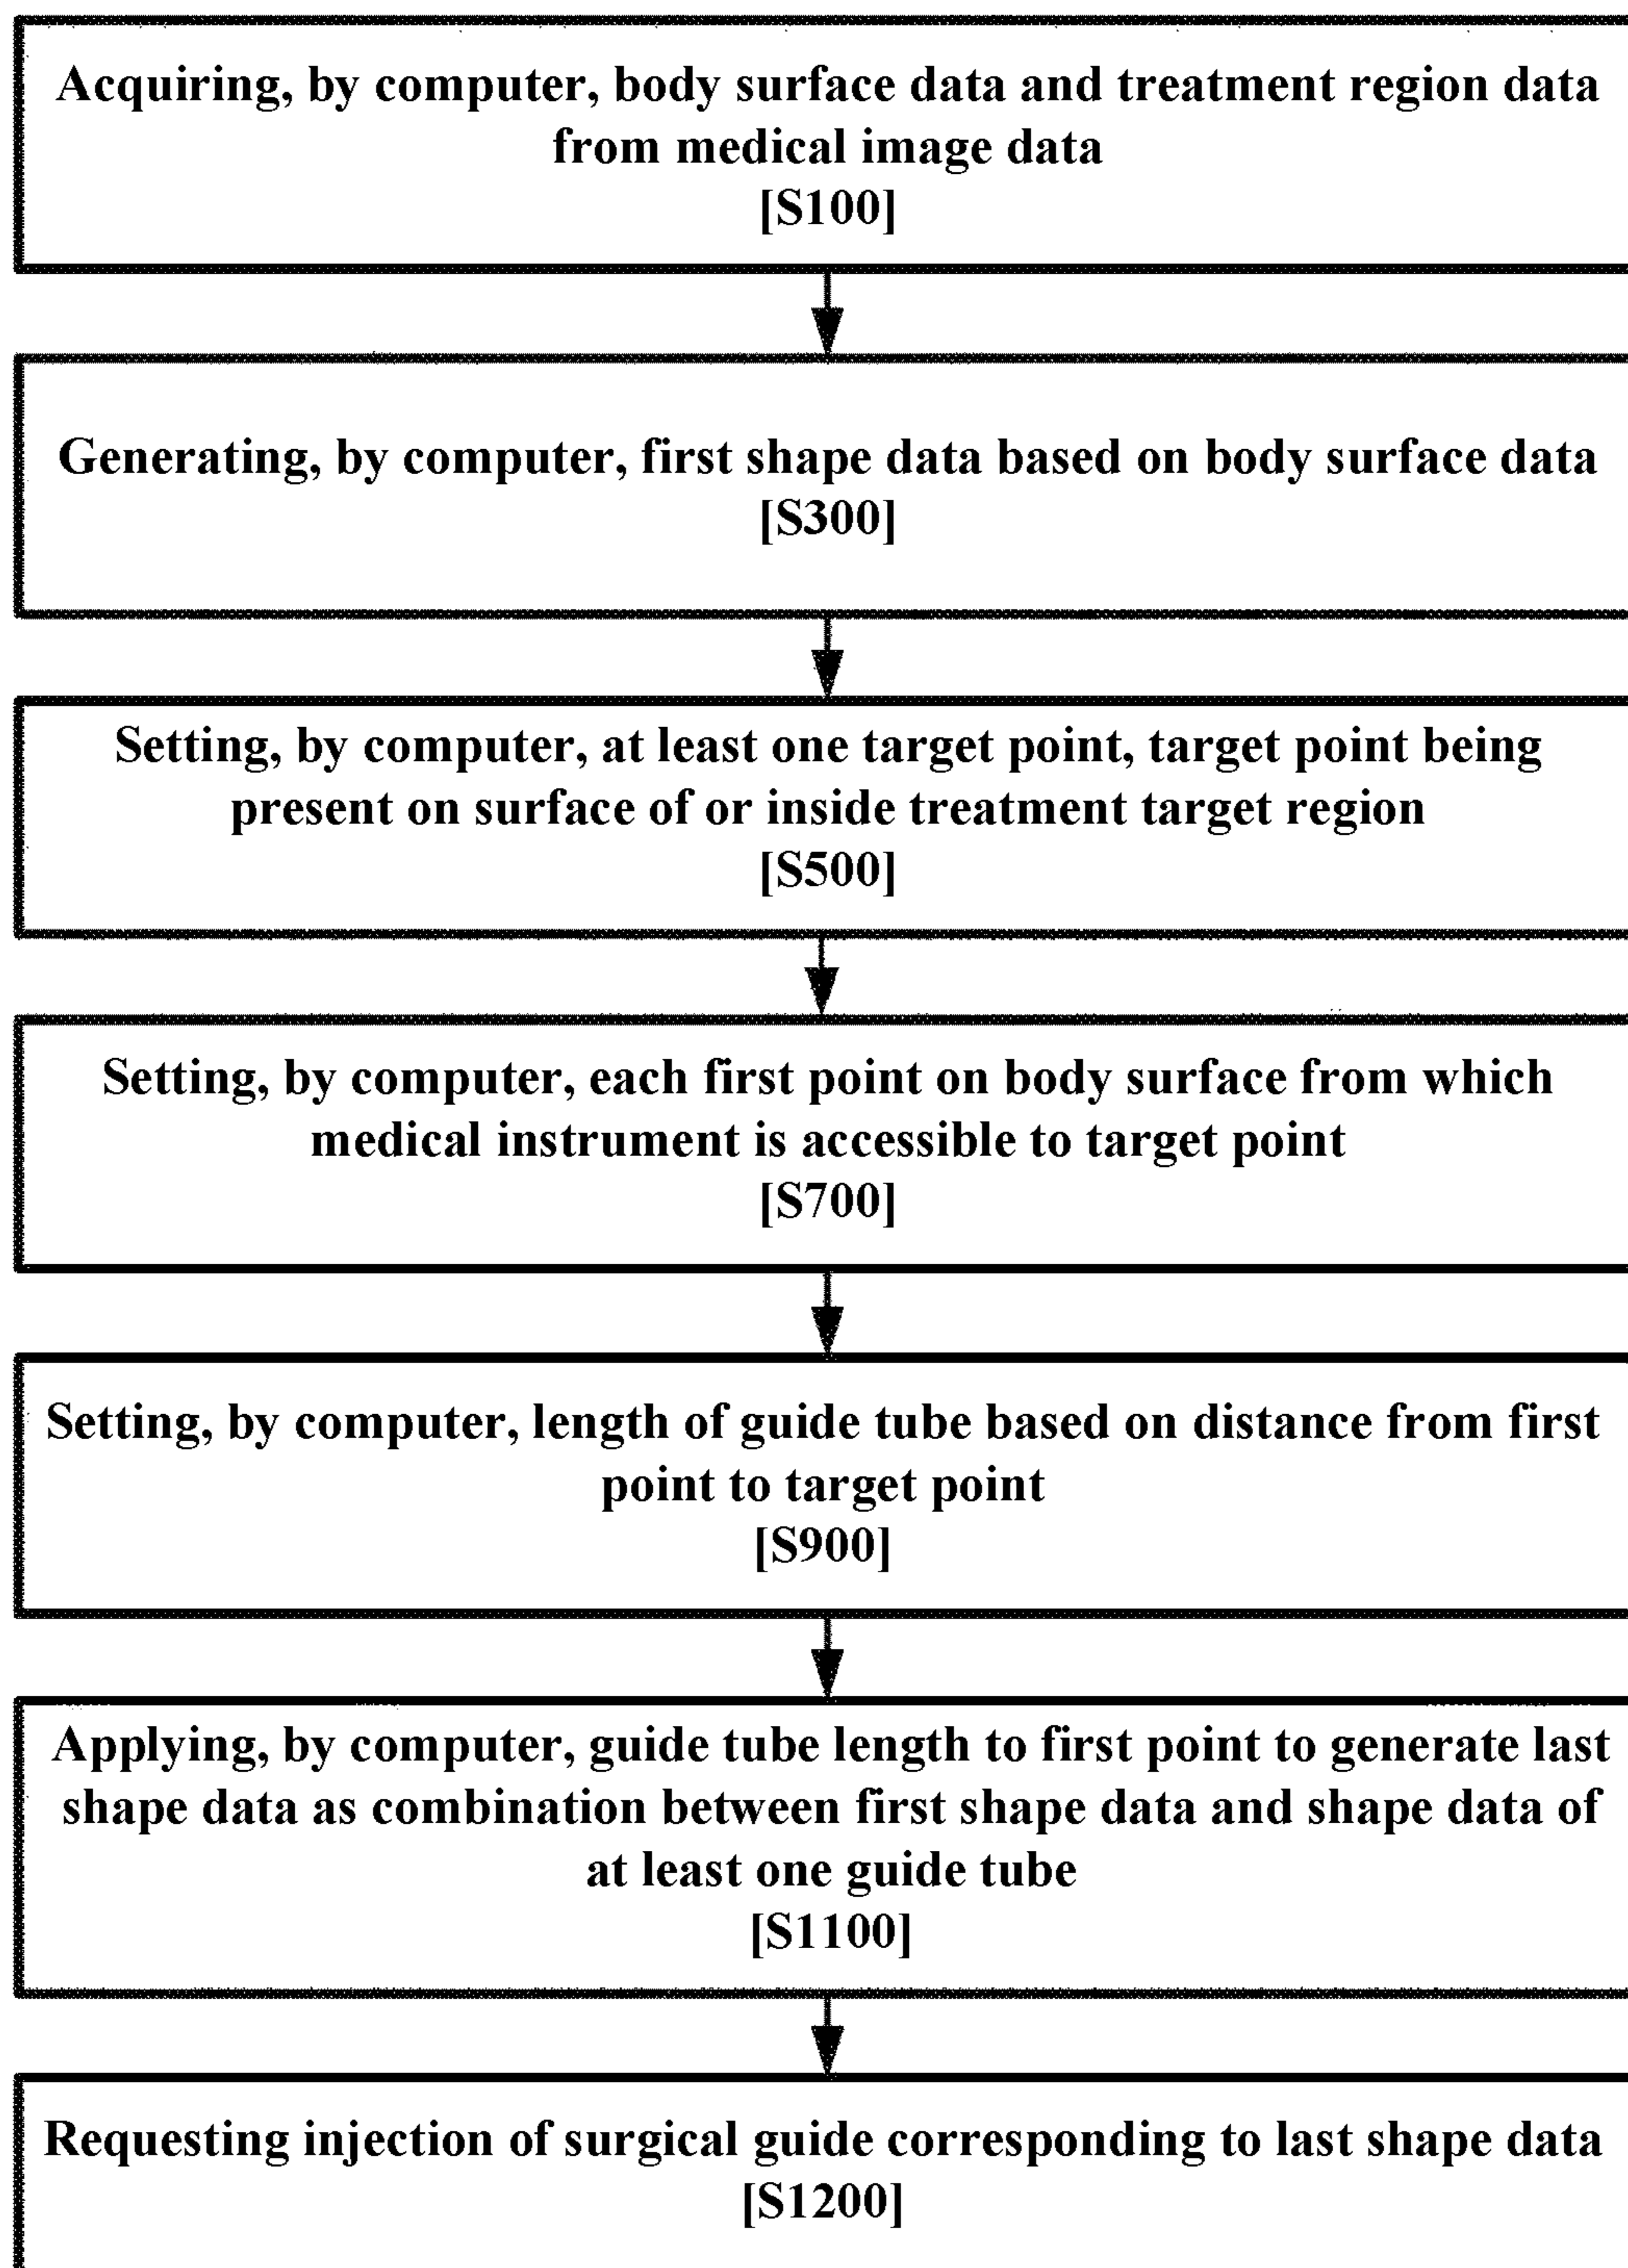 Acquiring, by computer, body surface data and treatment region data
from medical image data
[S100]
Generating, by computer, first shape data based on body surface data
[S300]
Setting, by computer, at least one target point, target point being
present on surface of or inside treatment target region
[S500]
Setting, by computer, each first point on body surface from which
medical instrument is accessible to target point
[S700]
Setting, by computer, length of guide tube based on distance from first
point to target point
[S900]
Applying, by computer, guide tube length to first point to generate last
shape data as combination between first shape data and shape data of
at least one guide tube
[S1100]
Requesting injection of surgical guide corresponding to last shape data
[S1200]